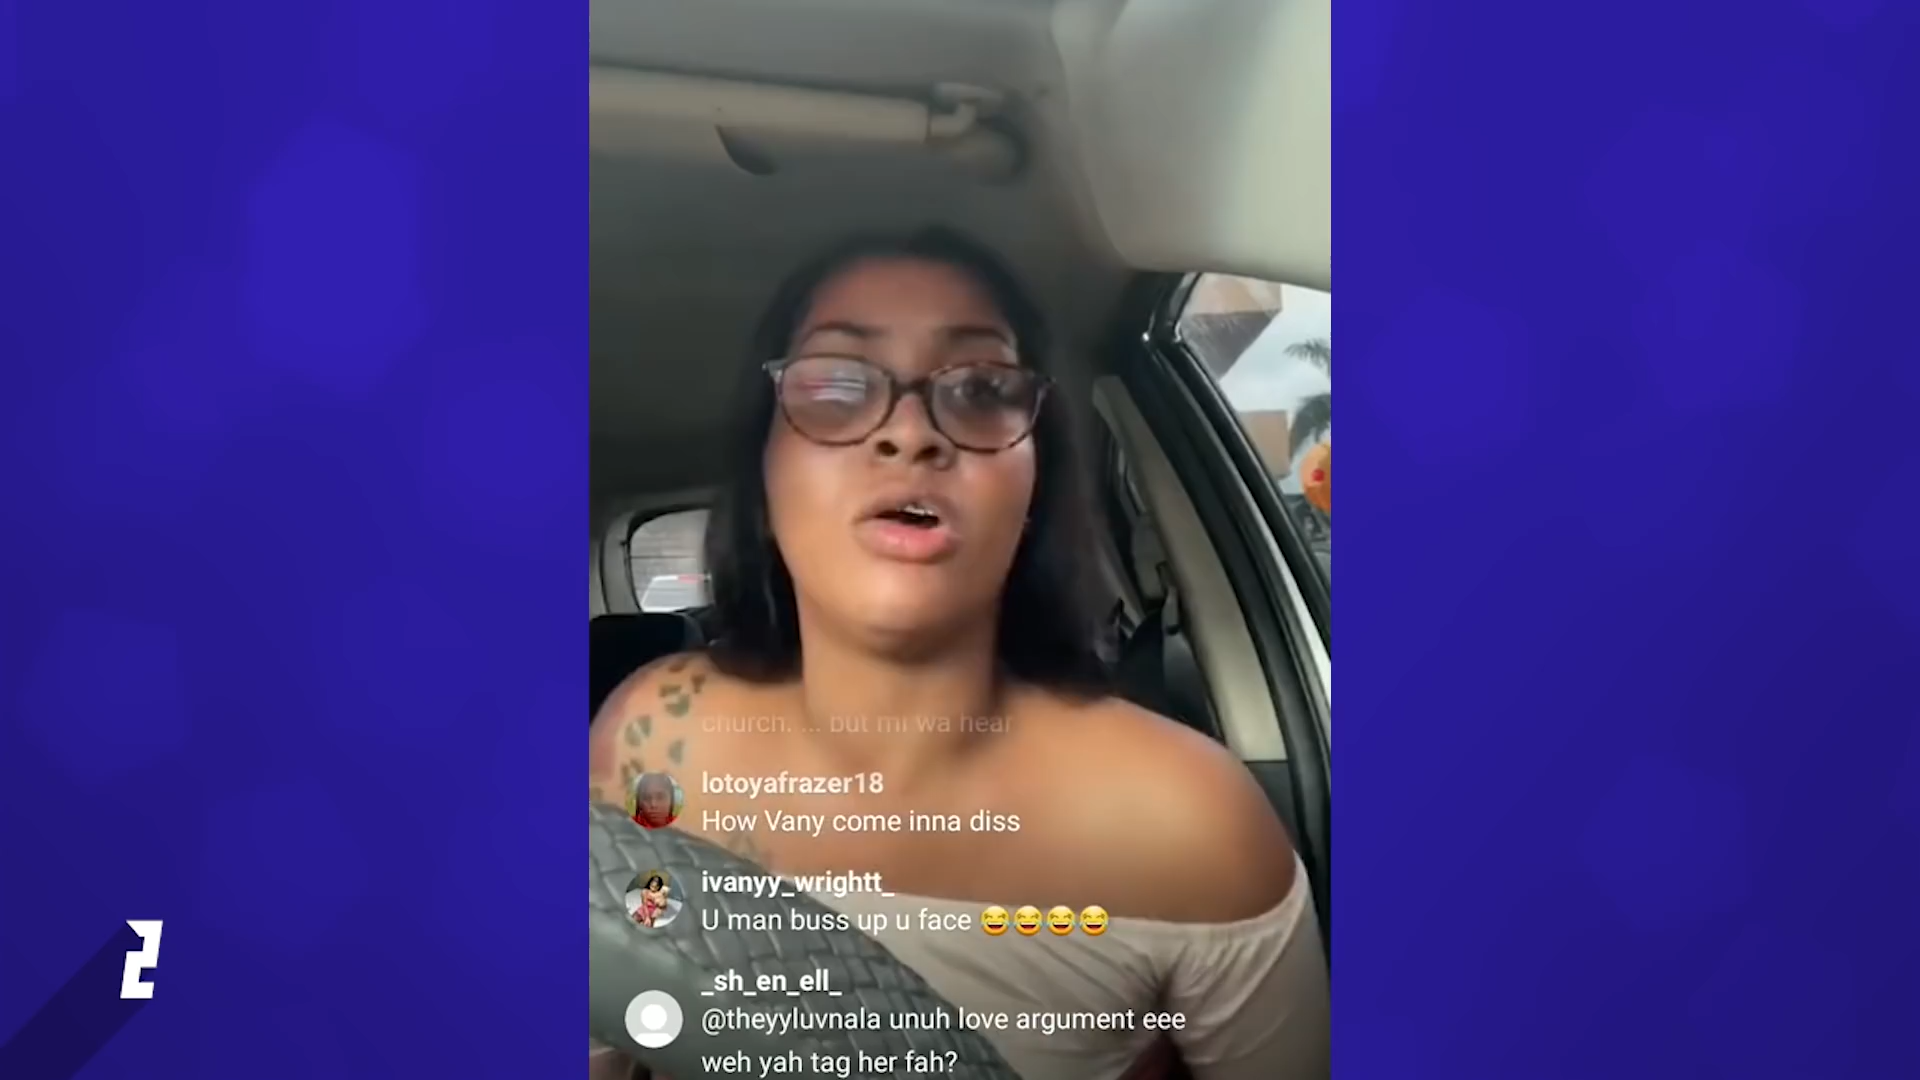 church. ... but mi wa hear
lotoyafrazer18
How Vany come inna diss
ivanyy_wrightt_
U man buss up u face 😂😂😂😂
_sh_en_ell_
@theyyluvnala unuh love argument eee
weh yah tag her fah?
2